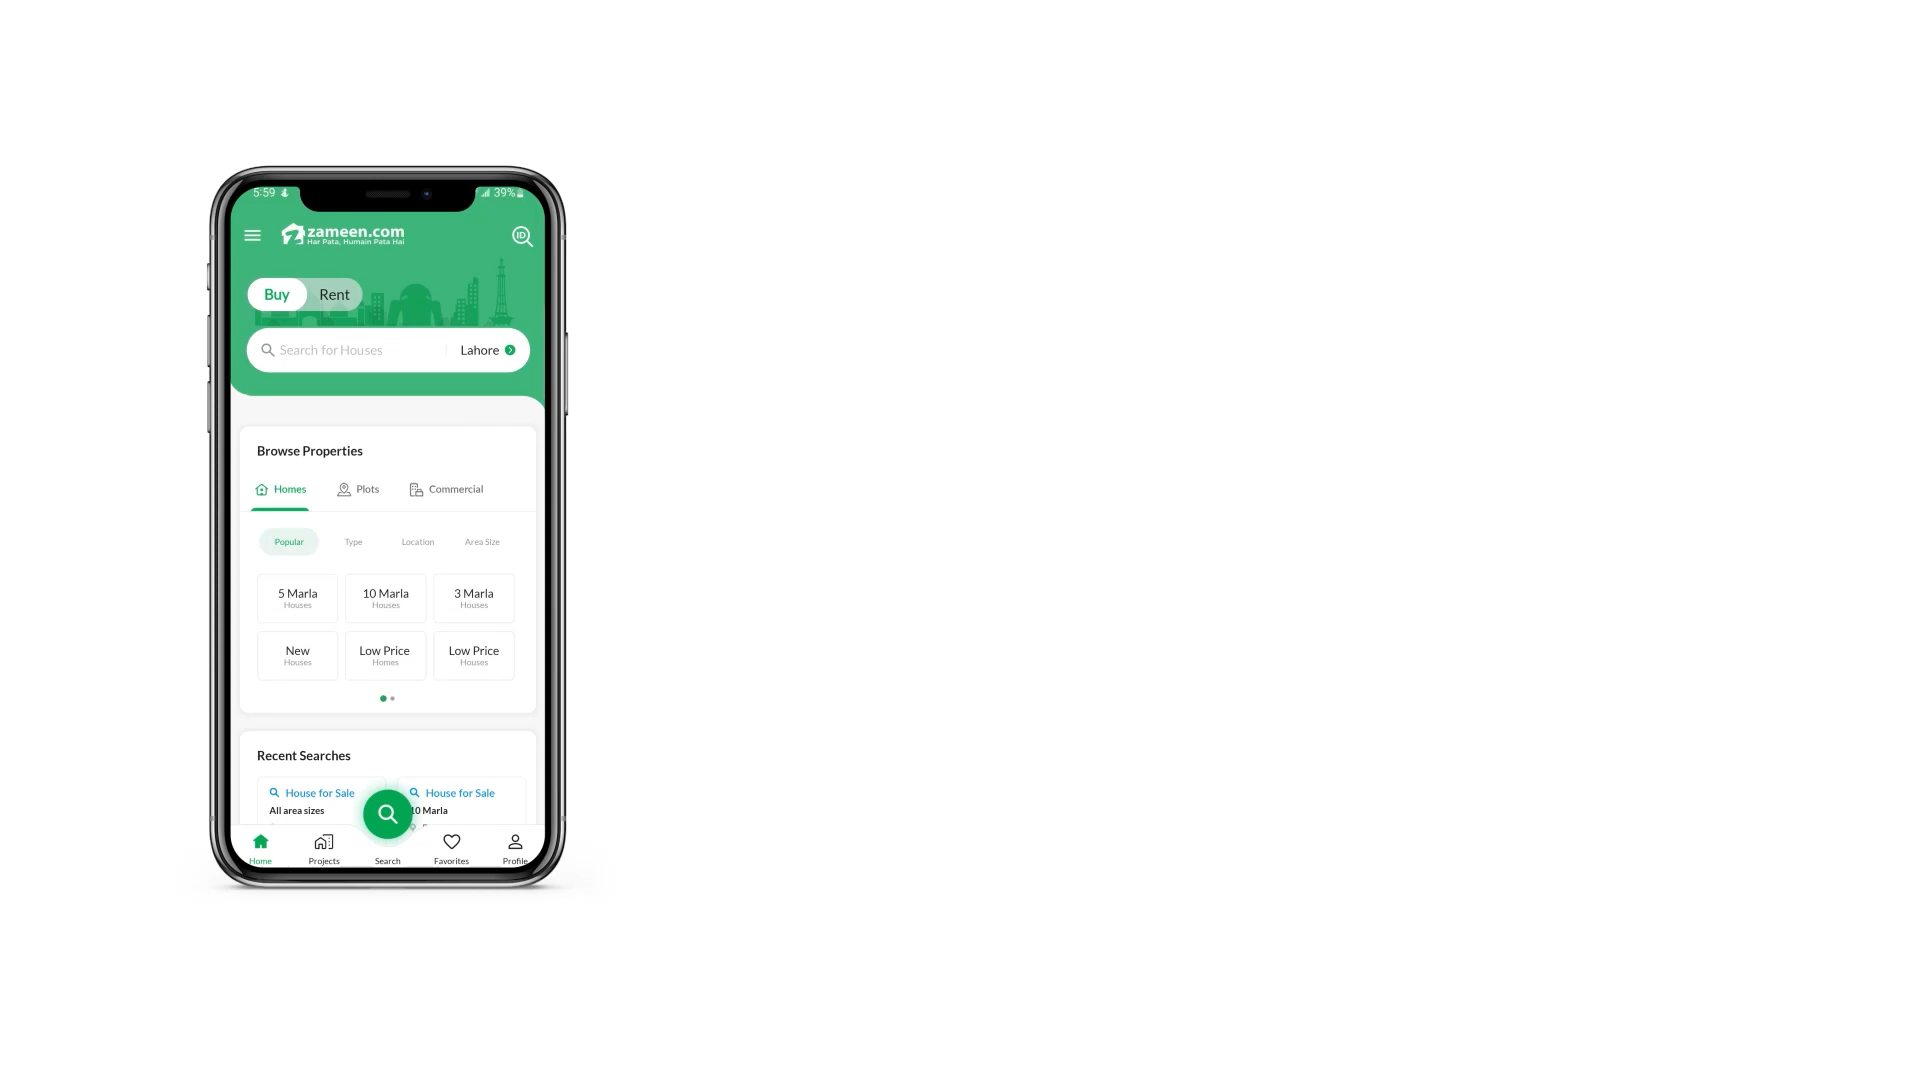 5:59
39%
zameen.com
Har Pata, Humain Pata Hai
ID
Buy Rent
Search for Houses Lahore
Browse Properties
Homes Plots Commercial
Popular Type Location Area Size
5 Marla 10 Marla 3 Marla
Houses Houses Houses
New Low Price Low Price
Houses Homes Houses
Recent Searches
House for Sale House for Sale
All area sizes 10 Marla
Home Projects Search Favorites Profile